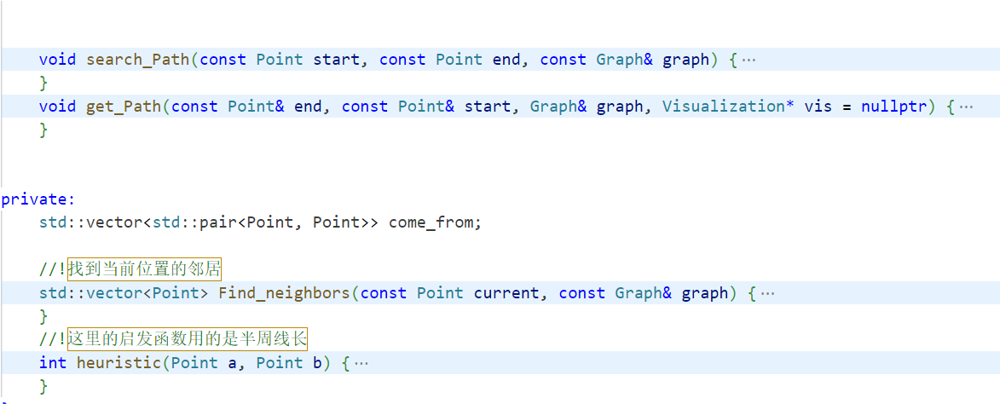 void search_Path(const Point start, const Point end, const Graph& graph) {···
}
void get_Path(const Point& end, const Point& start, Graph& graph, Visualization* vis = nullptr) {···
}
private:
std::vector<std::pair<Point, Point>> come_from;
//!找到当前位置的邻居
std::vector<Point> Find_neighbors(const Point current, const Graph& graph) {···
}
//!这里的启发函数用的是半周线长
int heuristic(Point a, Point b) {···
}